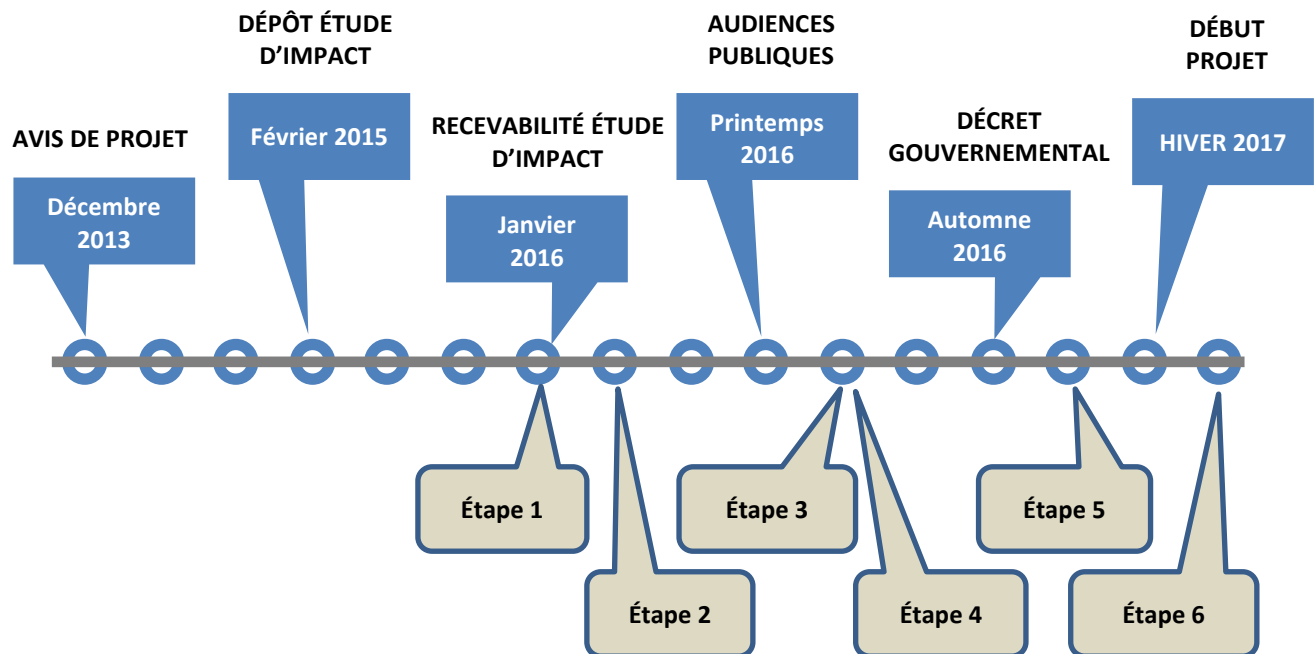 AVIS DE PROJET
Décembre
2013
DÉPÔT ÉTUDE
D’IMPACT
Février 2015
RECEVABILITÉ ÉTUDE
D’IMPACT
Janvier
2016
AUDIENCES
PUBLIQUES
Printemps
2016
DÉCRET
GOUVERNEMENTAL
Automne
2016
DÉBUT
PROJET
HIVER 2017
Étape 1
Étape 2
Étape 3
Étape 4
Étape 5
Étape 6